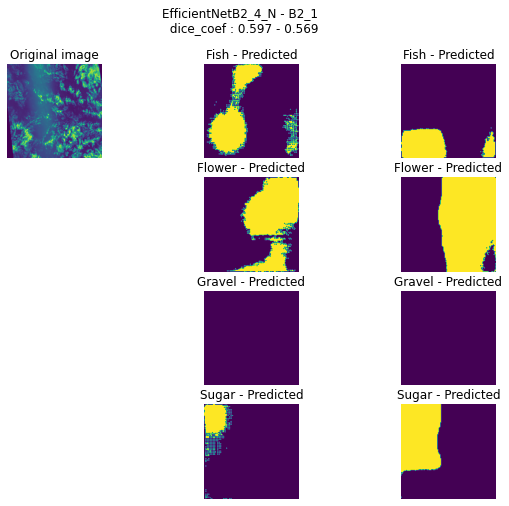 EfficientNetB2_4_N - B2_1
dice_coef : 0.597 - 0.569
Original image
Fish - Predicted
Fish - Predicted
Flower - Predicted
Flower - Predicted
Gravel - Predicted
Gravel - Predicted
Sugar - Predicted
Sugar - Predicted